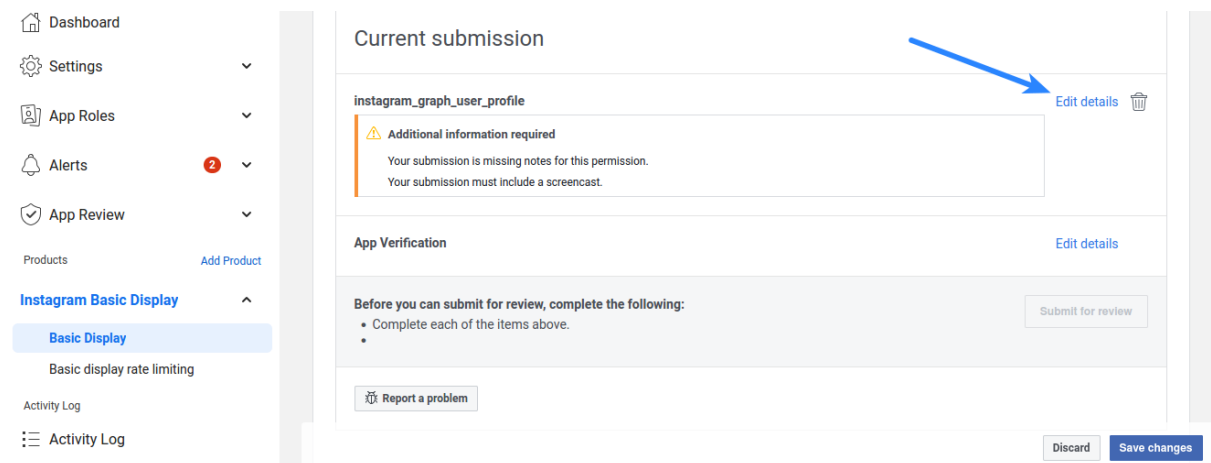 Dashboard
Settings
App Roles
Alerts 2
App Review
Products Add Product
Instagram Basic Display
Basic Display
Basic display rate limiting
Activity Log
Activity Log
Current submission
instagram_graph_user_profile Edit details
Additional information required
Your submission is missing notes for this permission.
Your submission must include a screencast.
App Verification Edit details
Before you can submit for review, complete the following:
• Complete each of the items above.
•
Submit for review
Report a problem
Discard Save changes